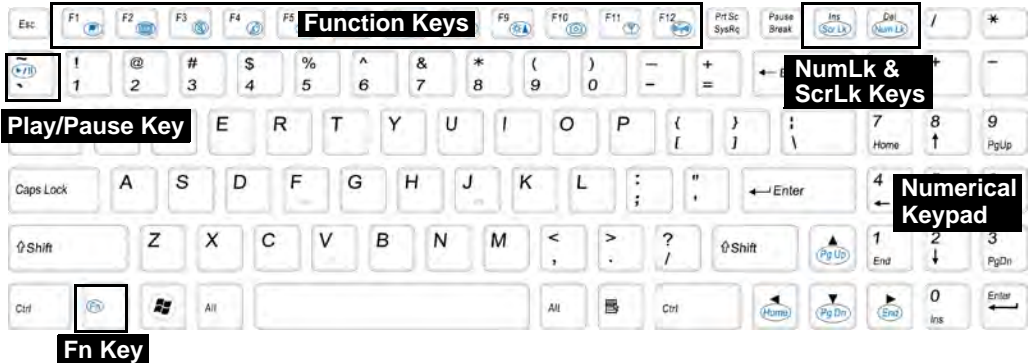 Esc F1 F2 F3 F4 F5 Function Keys F9 F10 F11 F12 Prt Sc SysRq Pause Break Ins Scr Lk Del Num Lk / *
~ ` ! 1 @ 2 # 3 $ 4 % 5 ^ 6 & 7 * 8 ( 9 ) 0 — - + = ← NumLk & ScrLk Keys + −
Play/Pause Key E R T Y U I O P { [ } ] ¦ \ 7 Home 8 ↑ 9 PgUp
Caps Lock A S D F G H J K L : ; " ' Enter 4 ← Numerical Keypad
⇧Shift Z X C V B N M < , > . ? / ⇧Shift ▲ Pg Up 1 End 2 ↓ 3 PgDn
Ctrl Fn Alt Alt Ctrl ◄ Home ▼ Pg Dn ► End 0 Ins Enter
Fn Key